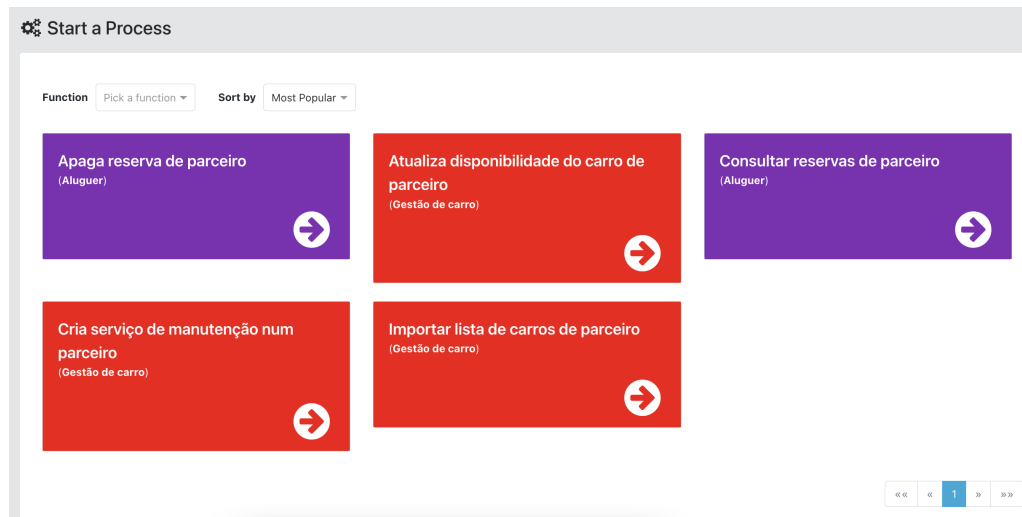 Start a Process
Function Pick a function Sort by Most Popular
Apaga reserva de parceiro
(Aluguer)
Atualiza disponibilidade do carro de
parceiro
(Gestão de carro)
Consultar reservas de parceiro
(Aluguer)
Cria serviço de manutenção num
parceiro
(Gestão de carro)
Importar lista de carros de parceiro
(Gestão de carro)
«« « 1 » »»